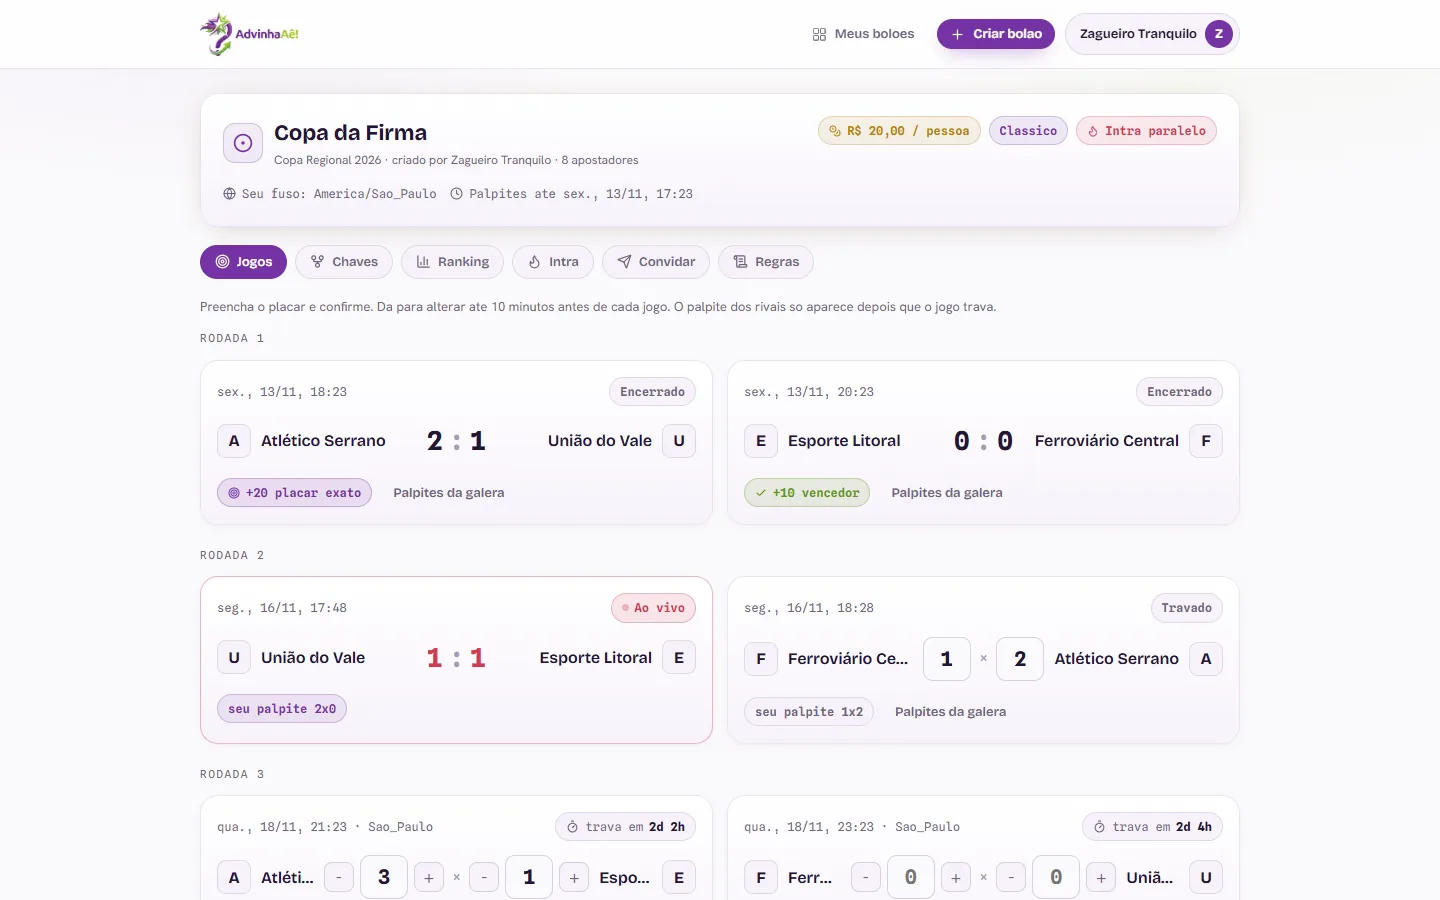 AdvinhaAê!
Meus boloes
+ Criar bolao
Zagueiro Tranquilo Z
Copa da Firma
R$ 20,00 / pessoa
Classico
Intra paralelo
Copa Regional 2026 · criado por Zagueiro Tranquilo · 8 apostadores
Seu fuso: America/Sao_Paulo
Palpites ate sex., 13/11, 17:23
Jogos
Chaves
Ranking
Intra
Convidar
Regras
Preencha o placar e confirme. Da para alterar ate 10 minutos antes de cada jogo. O palpite dos rivais so aparece depois que o jogo trava.
RODADA 1
sex., 13/11, 18:23
Encerrado
A Atlético Serrano 2 : 1 União do Vale U
+20 placar exato
Palpites da galera
sex., 13/11, 20:23
Encerrado
E Esporte Litoral 0 : 0 Ferroviário Central F
+10 vencedor
Palpites da galera
RODADA 2
seg., 16/11, 17:48
Ao vivo
U União do Vale 1 : 1 Esporte Litoral E
seu palpite 2x0
seg., 16/11, 18:28
Travado
F Ferroviário Ce... 1 × 2 Atlético Serrano A
seu palpite 1x2
Palpites da galera
RODADA 3
qua., 18/11, 21:23 · Sao_Paulo
trava em 2d 2h
A Atléti... - 3 + × - 1 + Espo... E
qua., 18/11, 23:23 · Sao_Paulo
trava em 2d 4h
F Ferr... - 0 + × - 0 + Uniã... U